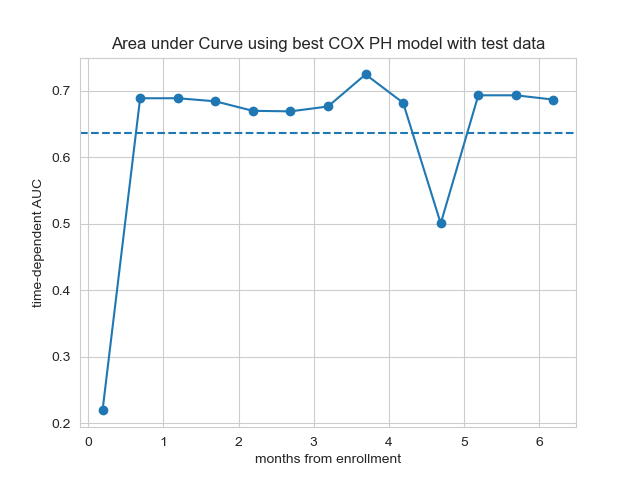 Area under Curve using best COX PH model with test data
time-dependent AUC
0.7
0.6
0.5
0.4
0.3
0.2
0 1 2 3 4 5 6
months from enrollment